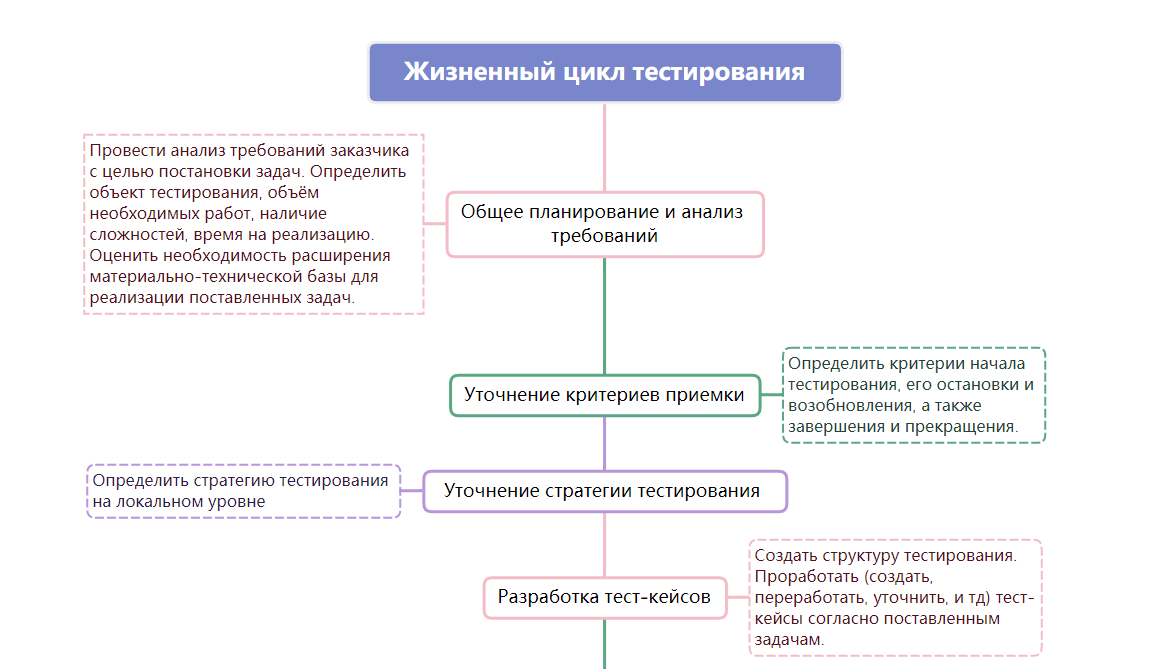 Жизненный цикл тестирования
Провести анализ требований заказчика
с целью постановки задач. Определить
объект тестирования, объём
необходимых работ, наличие
сложностей, время на реализацию.
Оценить необходимость расширения
материально-технической базы для
реализации поставленных задач.
Общее планирование и анализ
требований
Уточнение критериев приемки
Определить критерии начала
тестирования, его остановки и
возобновления, а также
завершения и прекращения.
Определить стратегию тестирования
на локальном уровне
Уточнение стратегии тестирования
Разработка тест-кейсов
Создать структуру тестирования.
Проработать (создать,
переработать, уточнить, и тд) тест-
кейсы согласно поставленным
задачам.